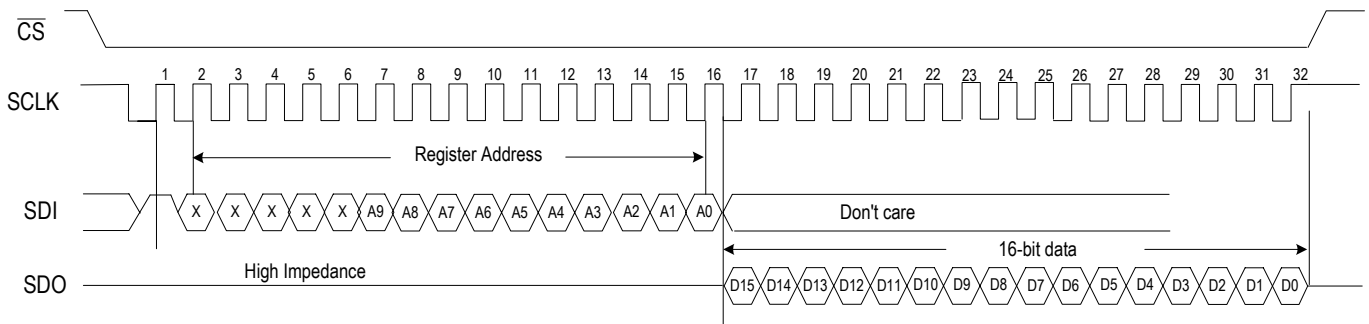 CS
1 2 3 4 5 6 7 8 9 10 11 12 13 14 15 16 17 18 19 20 21 22 23 24 25 26 27 28 29 30 31 32
SCLK
Register Address
SDI X X X X X A9 A8 A7 A6 A5 A4 A3 A2 A1 A0 Don't care
16-bit data
High Impedance
SDO D15 D14 D13 D12 D11 D10 D9 D8 D7 D6 D5 D4 D3 D2 D1 D0